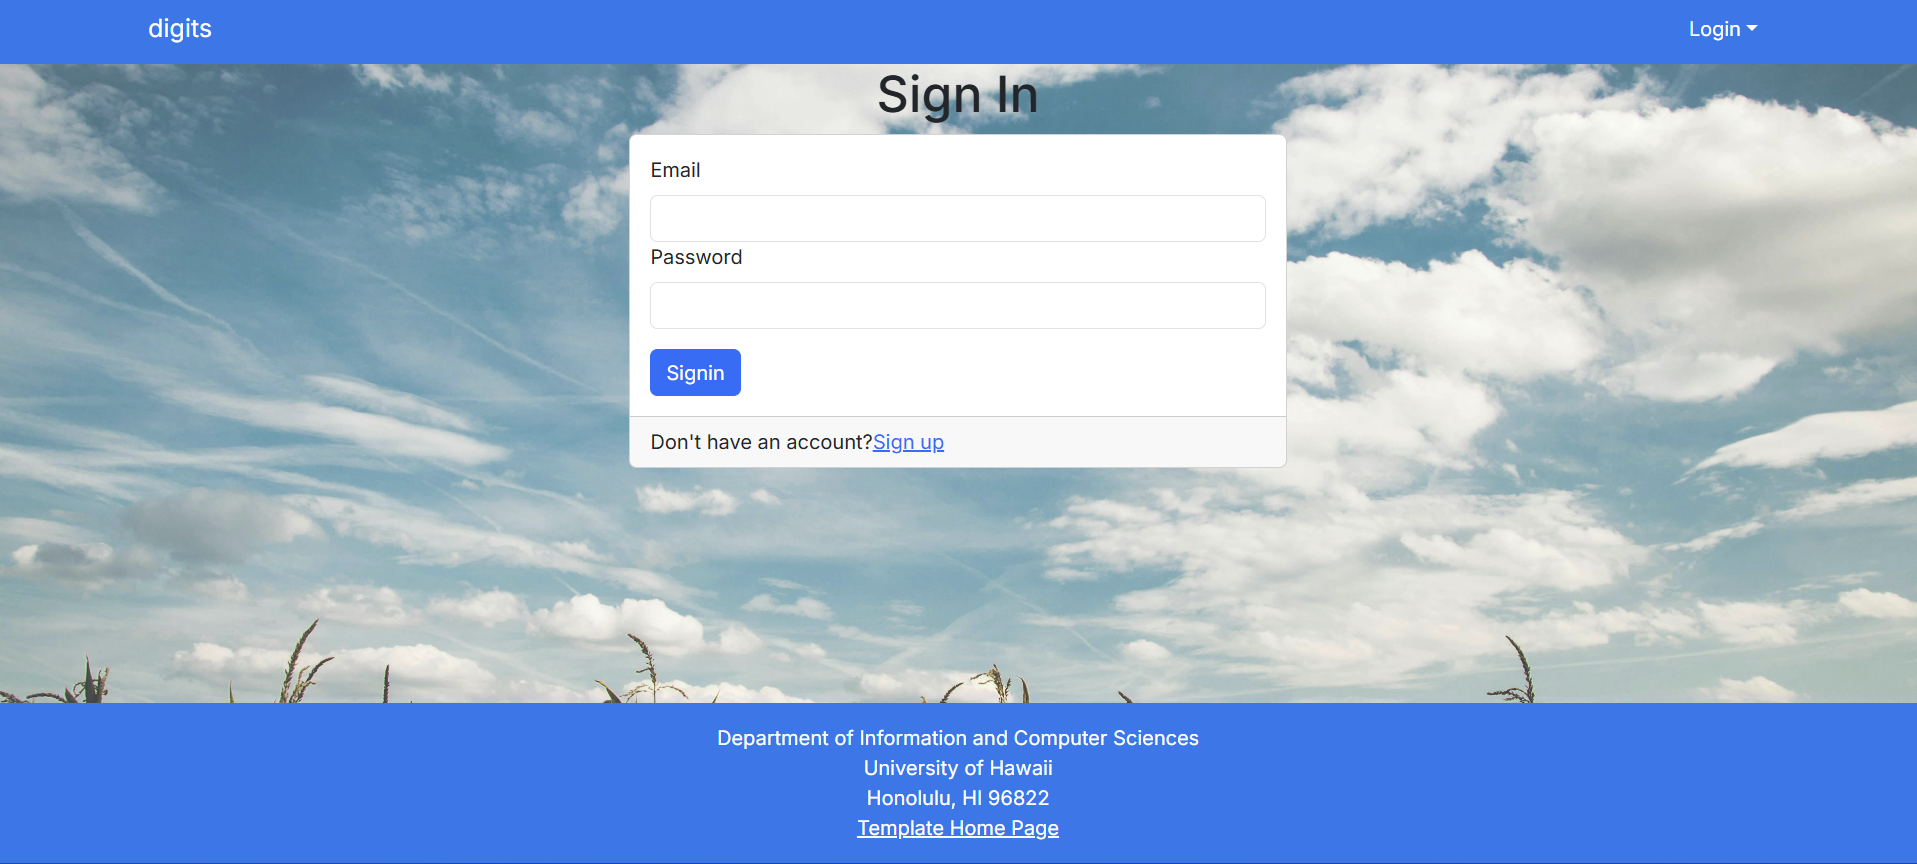 digits
Login
Sign In
Email
Password
Signin
Don't have an account?Sign up
Department of Information and Computer Sciences
University of Hawaii
Honolulu, HI 96822
Template Home Page